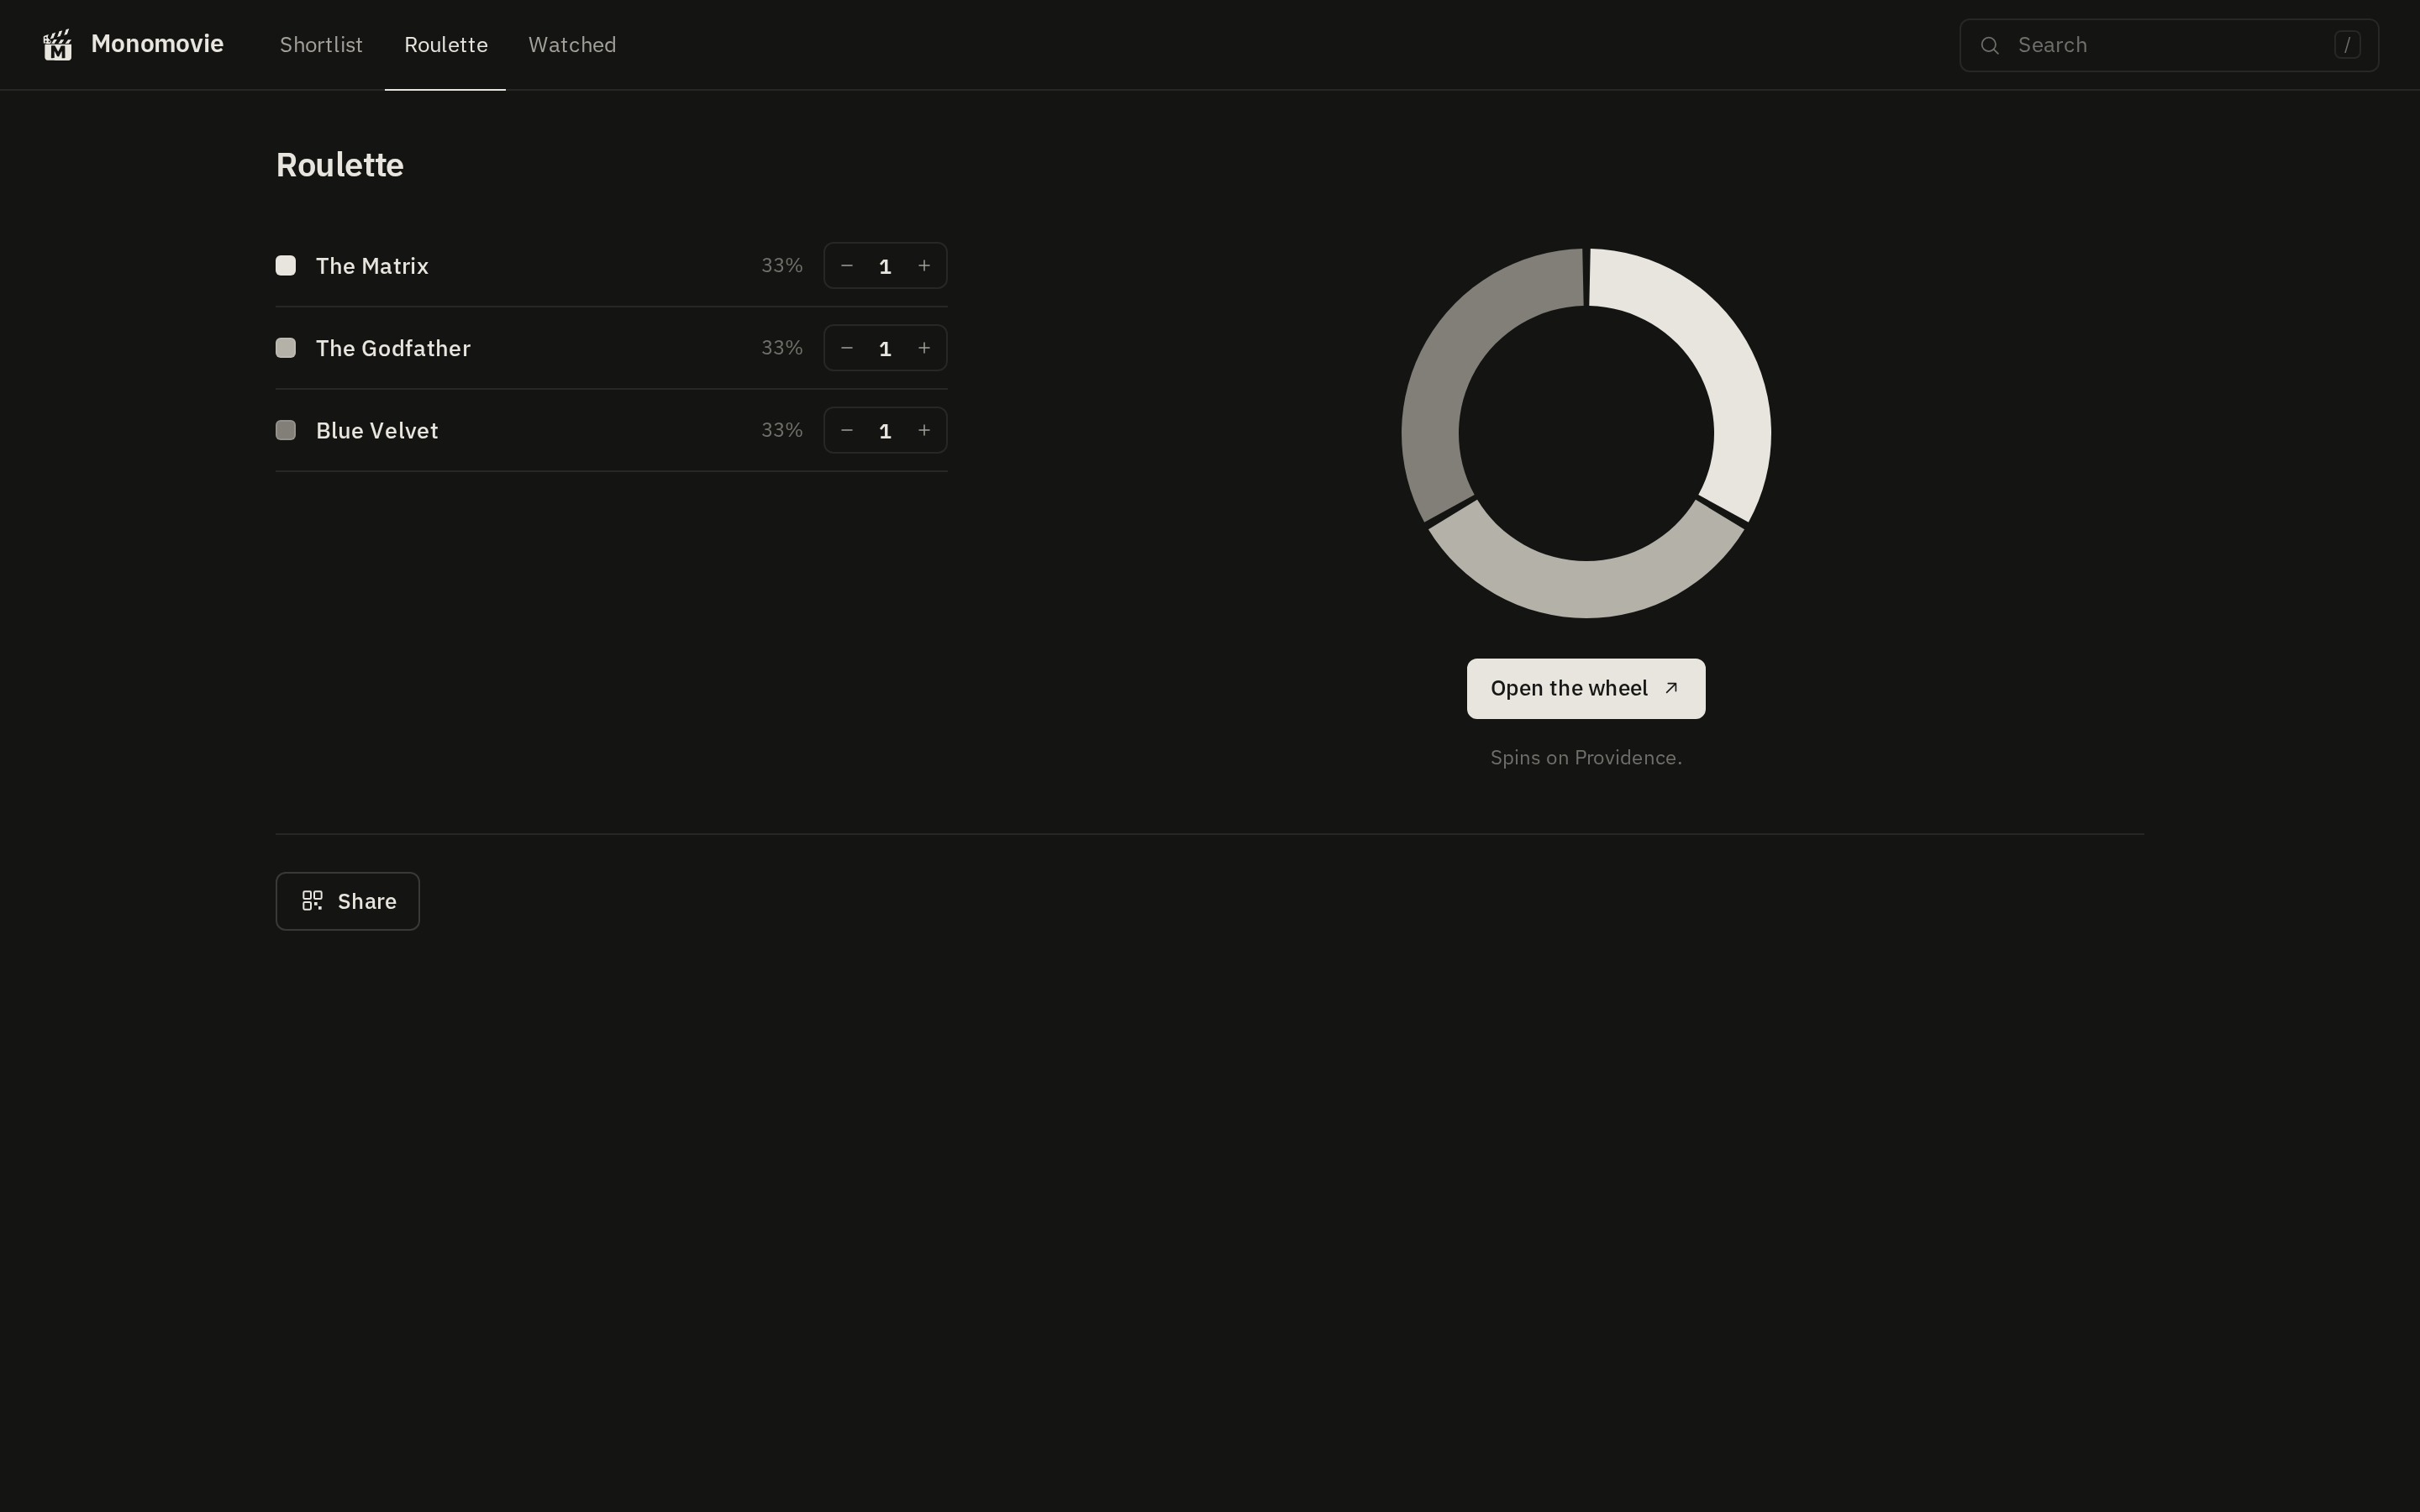 Monomovie Shortlist Roulette Watched Search /
Roulette
The Matrix 33% − 1 +
The Godfather 33% − 1 +
Blue Velvet 33% − 1 +
Open the wheel
Spins on Providence.
Share